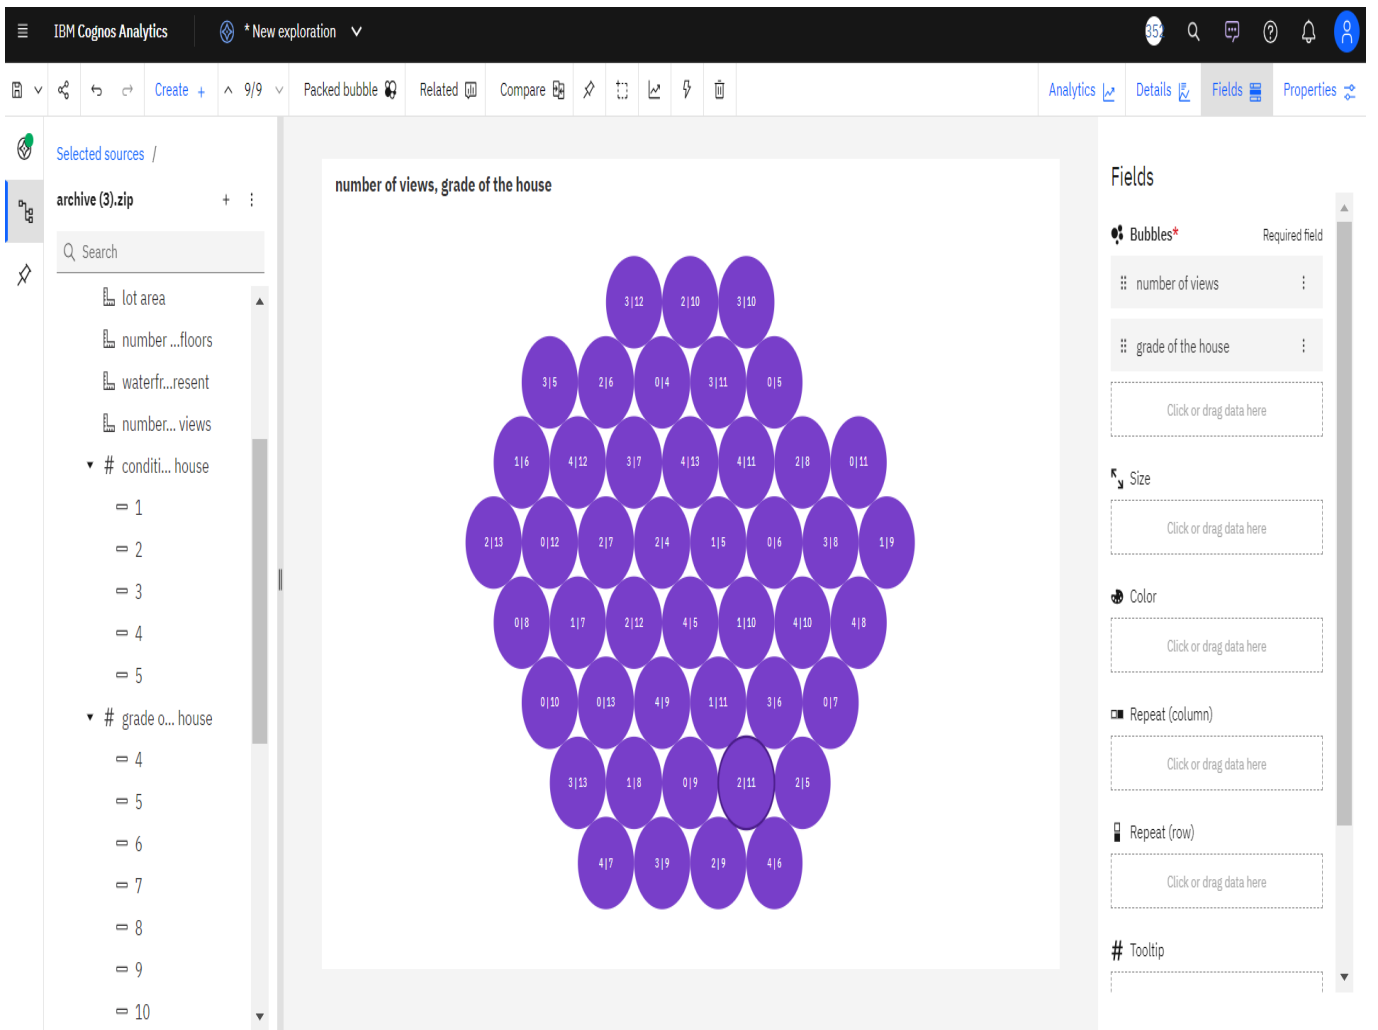 IBM Cognos Analytics
* New exploration
352
Create +
9/9
Packed bubble
Related
Compare
Analytics
Details
Fields
Properties
Selected sources /
archive (3).zip
Search
lot area
number ...floors
waterfr...resent
number... views
# conditi... house
1
2
3
4
5
# grade o... house
4
5
6
7
8
9
10
number of views, grade of the house
3|12 2|10 3|10
3|5 2|6 0|4 3|11 0|5
1|6 4|12 3|7 4|13 4|11 2|8 0|11
2|13 0|12 2|7 2|4 1|5 0|6 3|8 1|9
0|8 1|7 2|12 4|5 1|10 4|10 4|8
0|10 0|13 4|9 1|11 3|6 0|7
3|13 1|8 0|9 2|11 2|5
4|7 3|9 2|9 4|6
Fields
Bubbles* Required field
number of views
grade of the house
Click or drag data here
Size
Click or drag data here
Color
Click or drag data here
Repeat (column)
Click or drag data here
Repeat (row)
Click or drag data here
# Tooltip